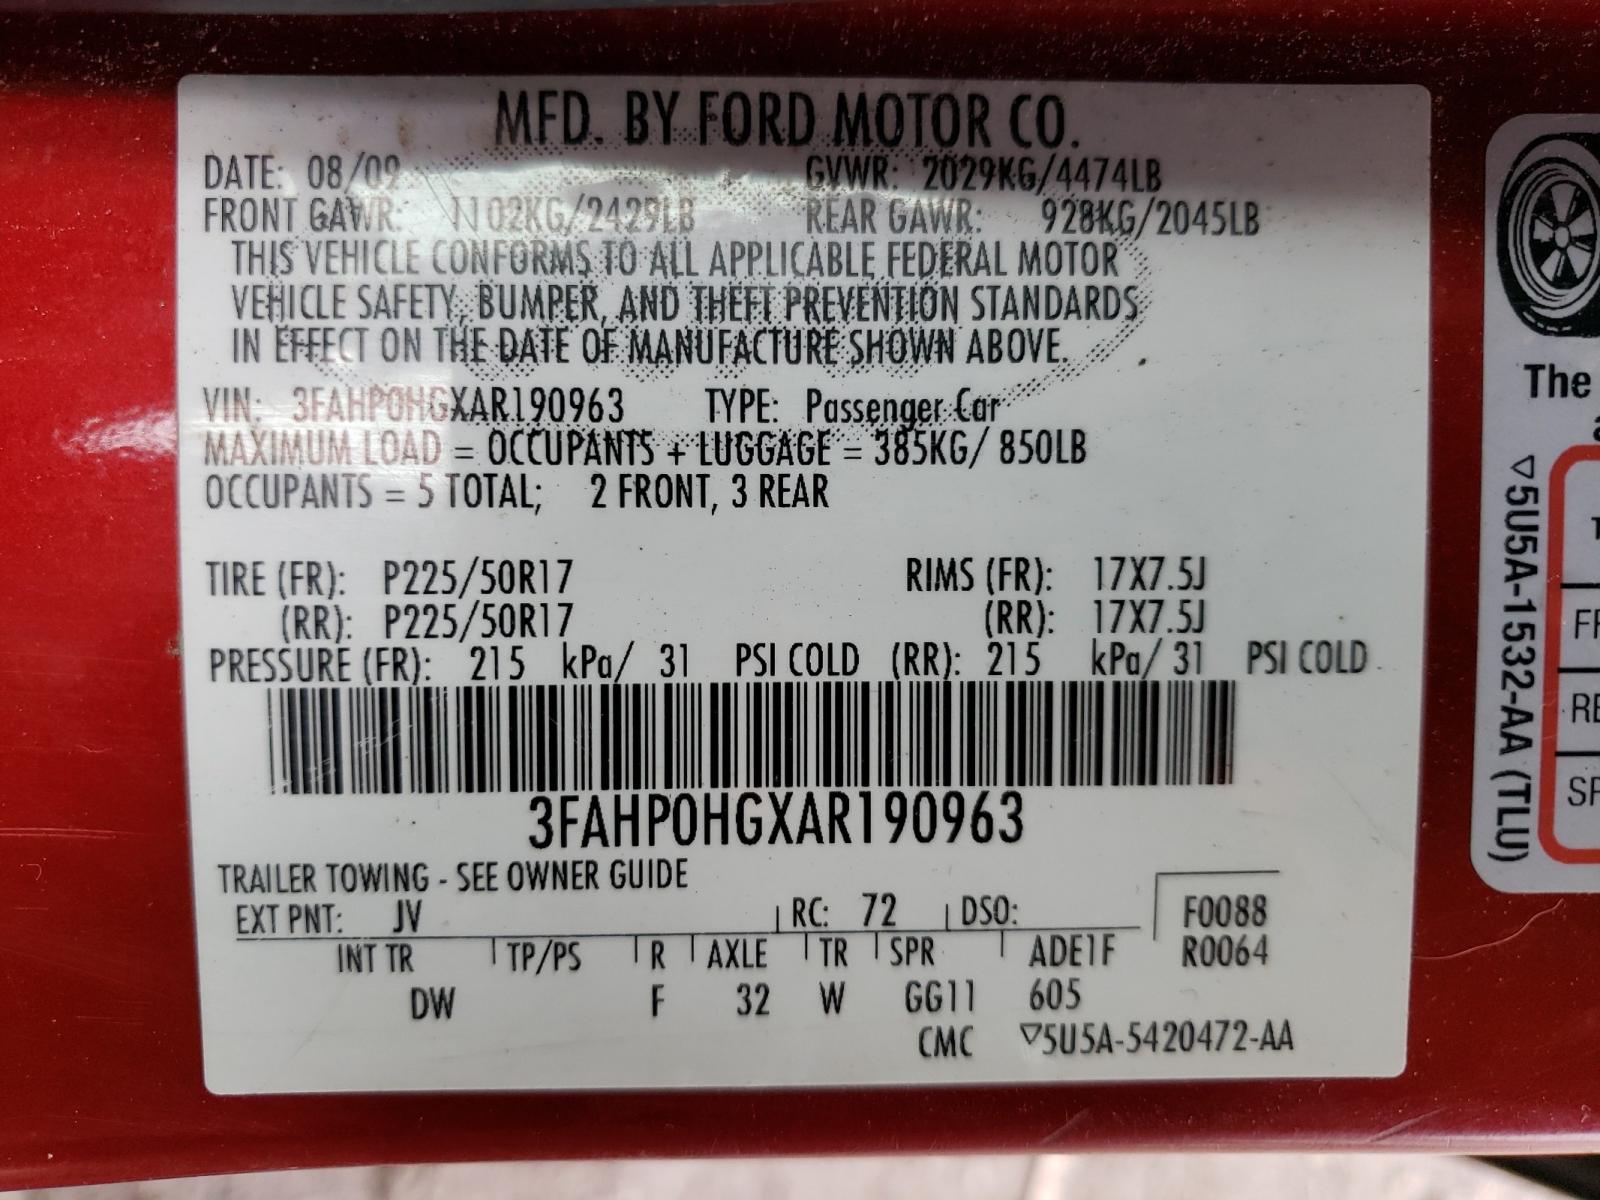 MFD. BY FORD MOTOR CO.
DATE: 08/09 GVWR: 2029KG/4474LB
FRONT GAWR: 1102KG/2429LB REAR GAWR: 928KG/2045LB
THIS VEHICLE CONFORMS TO ALL APPLICABLE FEDERAL MOTOR
VEHICLE SAFETY, BUMPER, AND THEFT PREVENTION STANDARDS
IN EFFECT ON THE DATE OF MANUFACTURE SHOWN ABOVE.
VIN: 3FAHP0HGXAR190963 TYPE: Passenger Car
MAXIMUM LOAD = OCCUPANTS + LUGGAGE = 385KG/ 850LB
OCCUPANTS = 5 TOTAL; 2 FRONT, 3 REAR
TIRE (FR): P225/50R17 RIMS (FR): 17X7.5J
(RR): P225/50R17 (RR): 17X7.5J
PRESSURE (FR): 215 kPa/ 31 PSI COLD (RR): 215 kPa/ 31 PSI COLD
3FAHP0HGXAR190963
TRAILER TOWING - SEE OWNER GUIDE
EXT PNT: JV RC: 72 DSO: F0088
INT TR TP/PS R AXLE TR SPR ADE1F R0064
DW F 32 W GG11 605
CMC ▽5U5A-5420472-AA
The
▽5U5A-1532-AA (TLU)